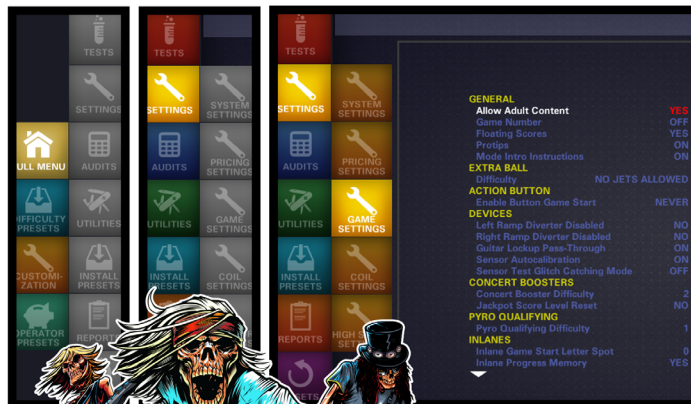 TESTS
SETTINGS
ULL MENU
AUDITS
IFFICULTY
PRESETS
UTILITIES
CUSTOMI-
ZATION
INSTALL
PRESETS
OPERATOR
PRESETS
REPORT
TESTS
SETTINGS
SYSTEM
SETTINGS
AUDITS
PRICING
SETTINGS
UTILITIES
GAME
SETTINGS
INSTALL
PRESETS
COIL
SETTINGS
TESTS
SETTINGS
SYSTEM
SETTINGS
AUDITS
PRICING
SETTINGS
UTILITIES
GAME
SETTINGS
INSTALL
PRESETS
COIL
SETTINGS
REPORTS
HIGH S
SETT
SETS
GENERAL
Allow Adult Content YES
Game Number OFF
Floating Scores YES
Protips ON
Mode Intro Instructions ON
EXTRA BALL
Difficulty NO JETS ALLOWED
ACTION BUTTON
Enable Button Game Start NEVER
DEVICES
Left Ramp Diverter Disabled NO
Right Ramp Diverter Disabled NO
Guitar Lockup Pass-Through ON
Sensor Autocalibration ON
Sensor Test Glitch Catching Mode OFF
CONCERT BOOSTERS
Concert Booster Difficulty 2
Jackpot Score Level Reset NO
PYRO QUALIFYING
Pyro Qualifying Difficulty 1
INLANES
Inlane Game Start Letter Spot 0
Inlane Progress Memory YES